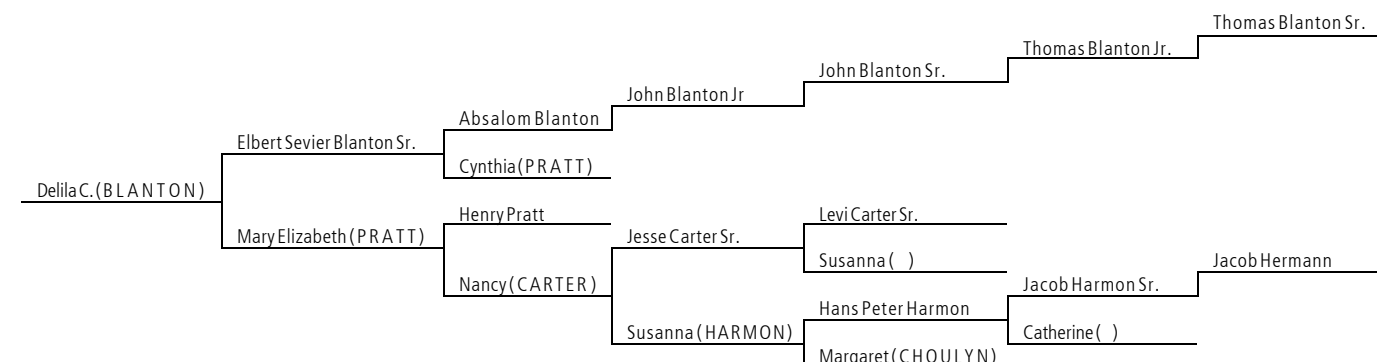 Thomas Blanton Sr.
Thomas Blanton Jr.
John Blanton Sr.
John Blanton Jr
Absalom Blanton
Elbert Sevier Blanton Sr.
Cynthia (PRATT)
Delila C. (BLANTON)
Henry Pratt
Levi Carter Sr.
Mary Elizabeth (PRATT)
Jesse Carter Sr.
Susanna ( )
Jacob Hermann
Nancy (CARTER)
Jacob Harmon Sr.
Hans Peter Harmon
Susanna (HARMON)
Catherine ( )
Margaret (CHOULYN)